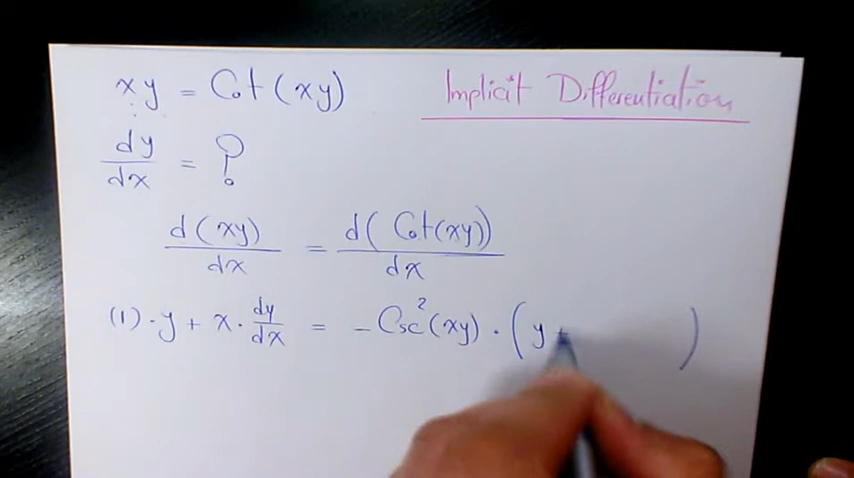 xy = Cot (xy)
Implicit Differentiation
dy/dx = ?
d(xy)/dx = d(Cot(xy))/dx
(1)·y + x·dy/dx = -Csc²(xy)·(y + )